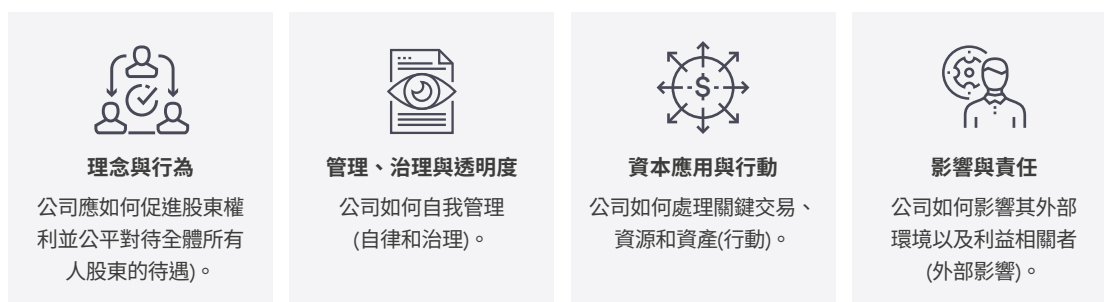 理念與行為
公司應如何促進股東權
利並公平對待全體所有
人股東的待遇)。
管理、治理與透明度
公司如何自我管理
(自律和治理)。
$
資本應用與行動
公司如何處理關鍵交易、
資源和資產(行動)。
影響與責任
公司如何影響其外部
環境以及利益相關者
(外部影響)。